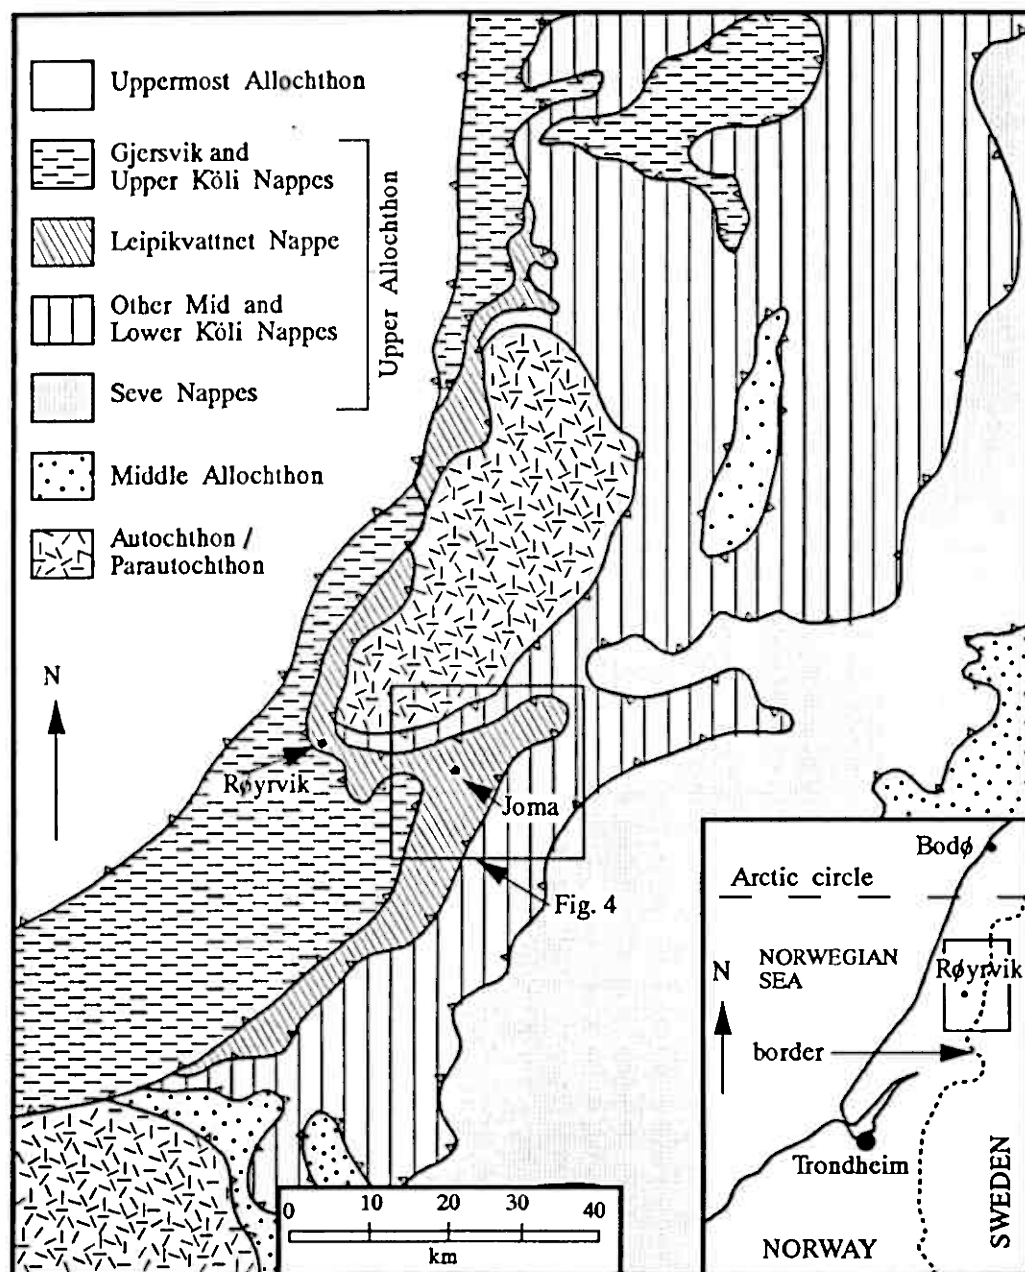 Uppermost Allochthon
Gjersvik and
Upper Köli Nappes
Leipikvattnet Nappe
Other Mid and
Lower Köli Nappes
Seve Nappes
Upper Allochthon
Middle Allochthon
Autochthon /
Parautochthon
N
Røyrvik
Joma
Fig. 4
0 10 20 30 40
km
Bodø
Arctic circle
N
NORWEGIAN
SEA
Røyrvik
border
Trondheim
SWEDEN
NORWAY